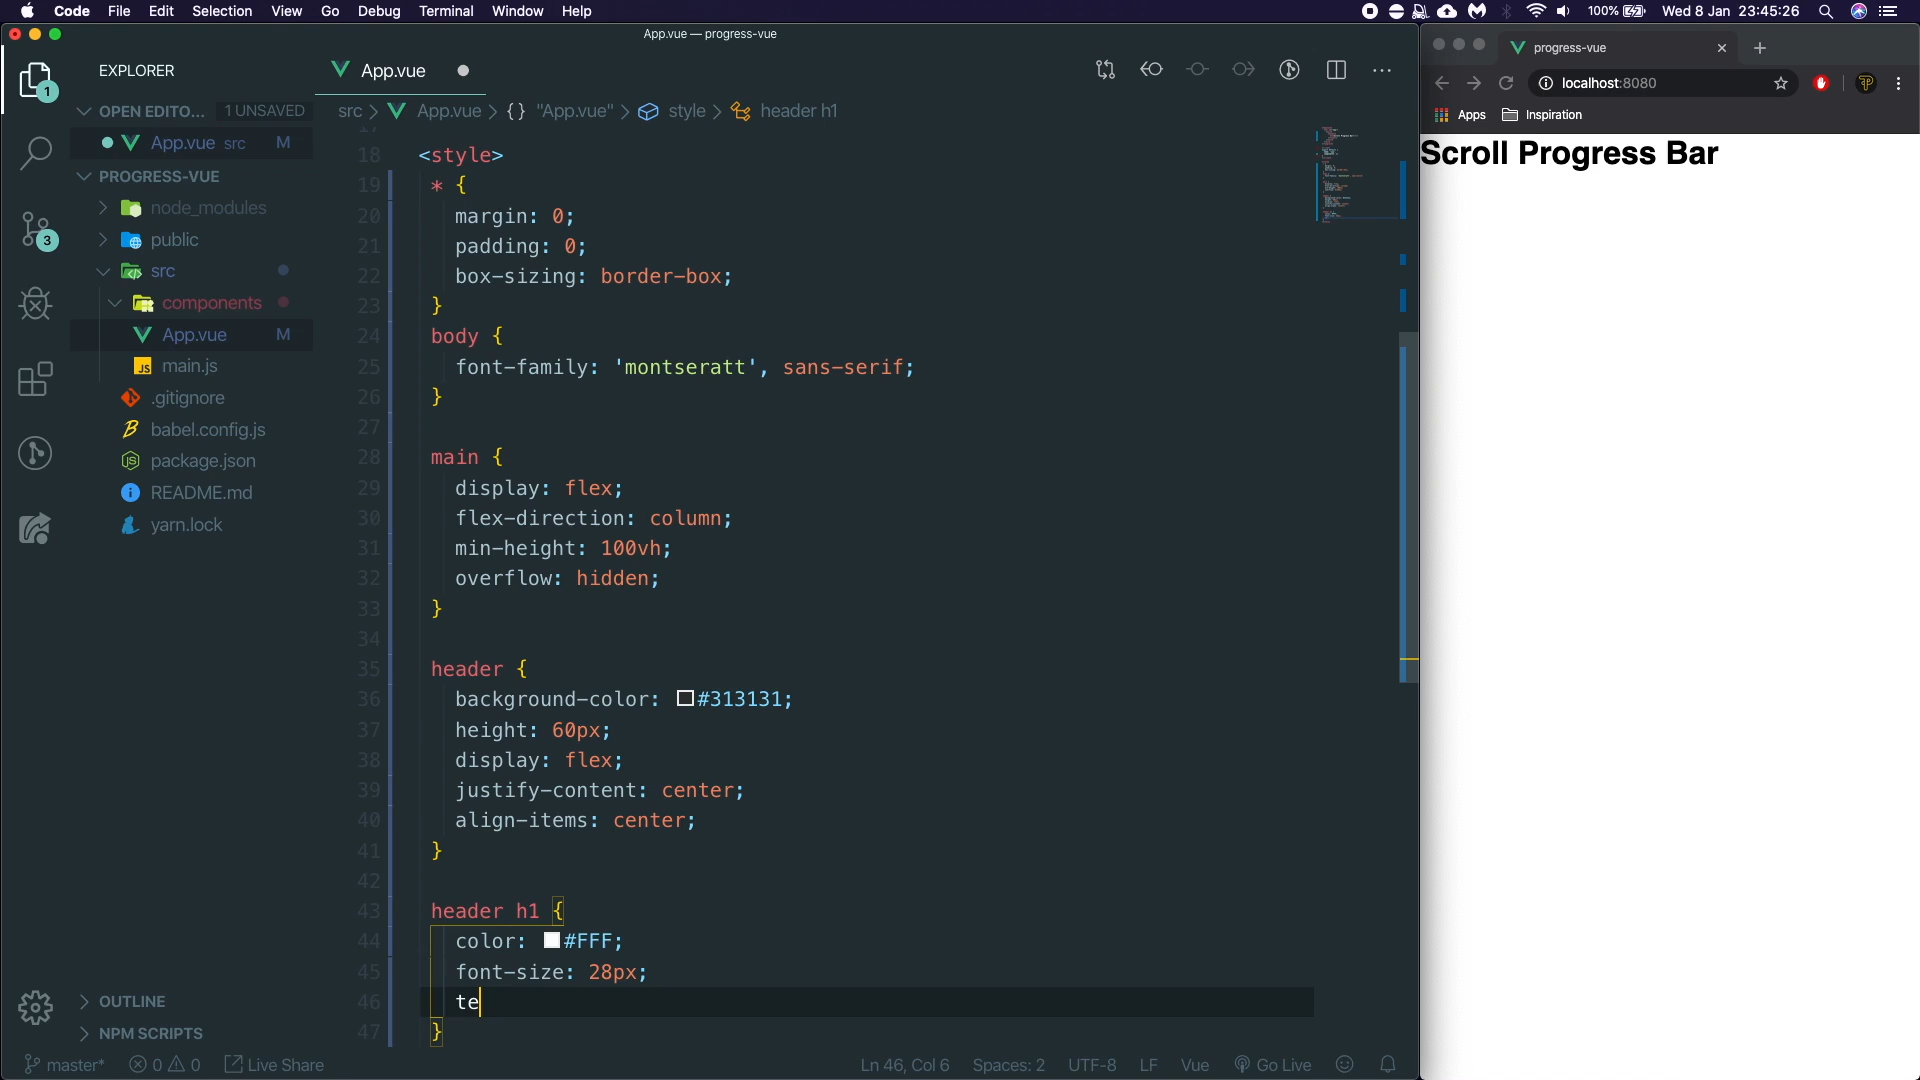 Code File Edit Selection View Go Debug Terminal Window Help 100% Wed 8 Jan 23:45:26
App.vue — progress-vue
progress-vue
EXPLORER
App.vue
localhost:8080
OPEN EDITO... 1 UNSAVED
src > App.vue > {} "App.vue" > style > header h1
Apps Inspiration
App.vue src M
PROGRESS-VUE
node_modules
public
src
components
App.vue M
main.js
.gitignore
babel.config.js
package.json
README.md
yarn.lock
OUTLINE
NPM SCRIPTS
1
3
17
18 <style>
19 * {
20 margin: 0;
21 padding: 0;
22 box-sizing: border-box;
23 }
24 body {
25 font-family: 'montseratt', sans-serif;
26 }
27
28 main {
29 display: flex;
30 flex-direction: column;
31 min-height: 100vh;
32 overflow: hidden;
33 }
34
35 header {
36 background-color: #313131;
37 height: 60px;
38 display: flex;
39 justify-content: center;
40 align-items: center;
41 }
42
43 header h1 {
44 color: #FFF;
45 font-size: 28px;
46 te
47 }
Scroll Progress Bar
master* 0 0 Live Share Ln 46, Col 6 Spaces: 2 UTF-8 LF Vue Go Live